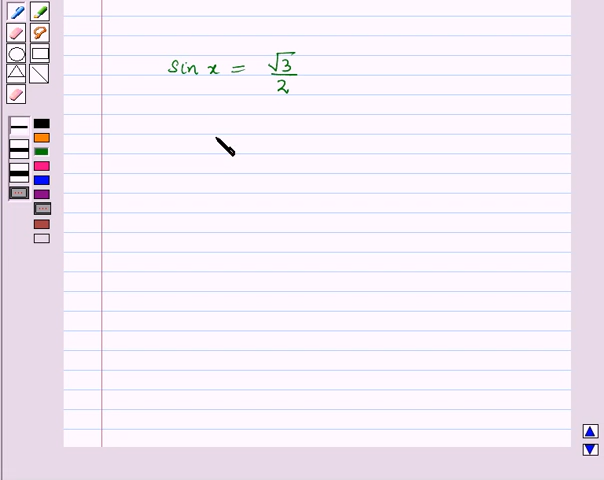 sin x = √3/2